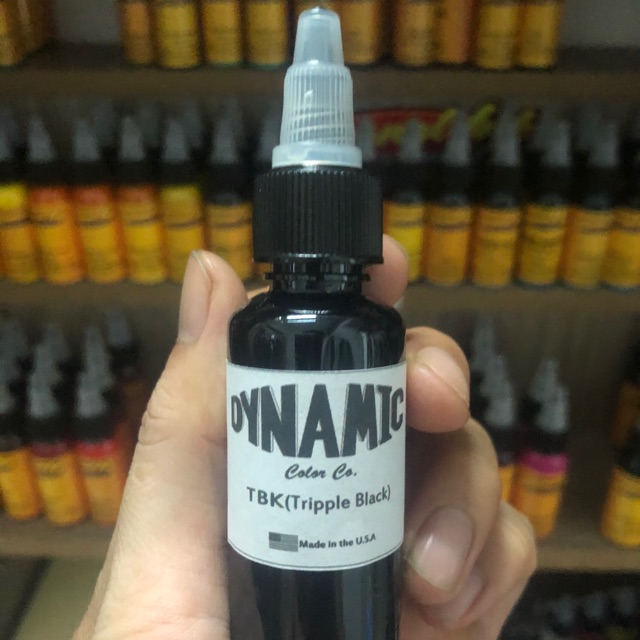 DYNAMIC
Color Co.
TBK(Tripple Black)
Made in the U.S.A